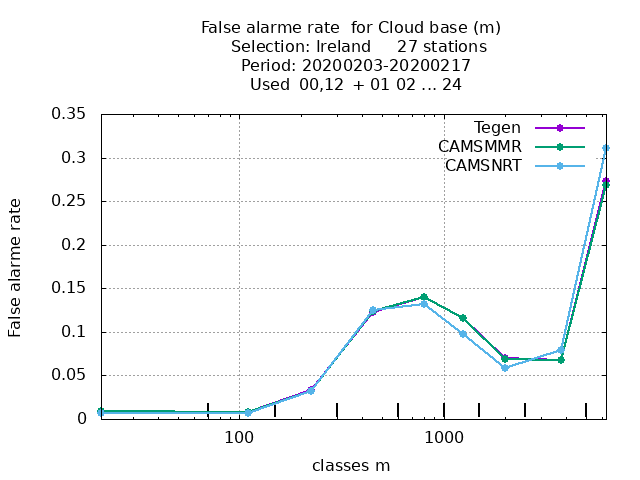 False alarme rate  for Cloud base (m)
Selection: Ireland     27 stations
Period: 20200203-20200217
Used  00,12  + 01 02 ... 24
0.35
0.3
0.25
0.2
0.15
0.1
0.05
0
False alarme rate
Tegen
CAMSMMR
CAMSNRT
100
1000
classes m